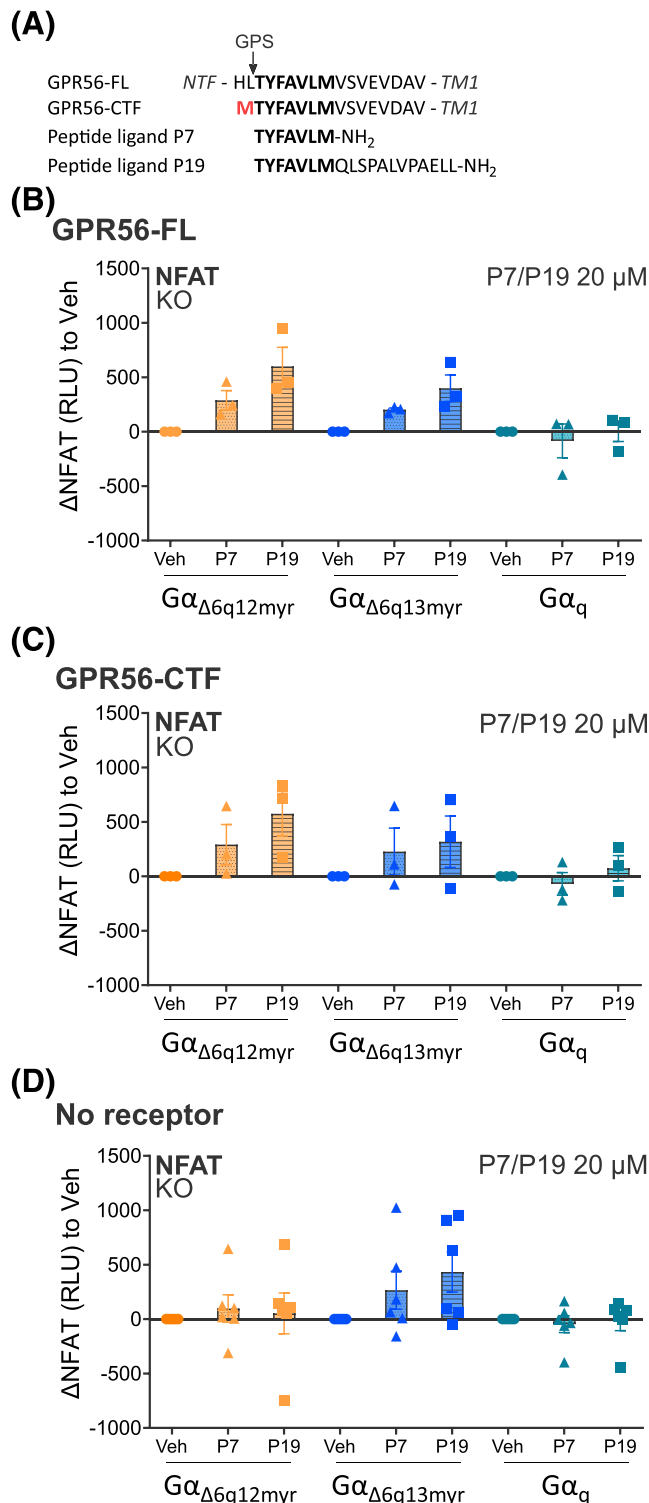 (A)
GPS
GPR56-FL NTF - HLTYFAVLMVSVEVDAV - TM1
GPR56-CTF MTYFAVLMVSVEVDAV - TM1
Peptide ligand P7 TYFAVLM-NH2
Peptide ligand P19 TYFAVLMQLSPALVPAELL-NH2
(B)
GPR56-FL
NFAT
KO
P7/P19 20 μM
ΔNFAT (RLU) to Veh
1500
1000
500
0
-500
-1000
Veh P7 P19 Veh P7 P19 Veh P7 P19
GαΔ6q12myr GαΔ6q13myr Gαq
(C)
GPR56-CTF
NFAT
KO
P7/P19 20 μM
ΔNFAT (RLU) to Veh
1500
1000
500
0
-500
-1000
Veh P7 P19 Veh P7 P19 Veh P7 P19
GαΔ6q12myr GαΔ6q13myr Gαq
(D)
No receptor
NFAT
KO
P7/P19 20 μM
ΔNFAT (RLU) to Veh
1500
1000
500
0
-500
-1000
Veh P7 P19 Veh P7 P19 Veh P7 P19
GαΔ6q12myr GαΔ6q13myr Gαq